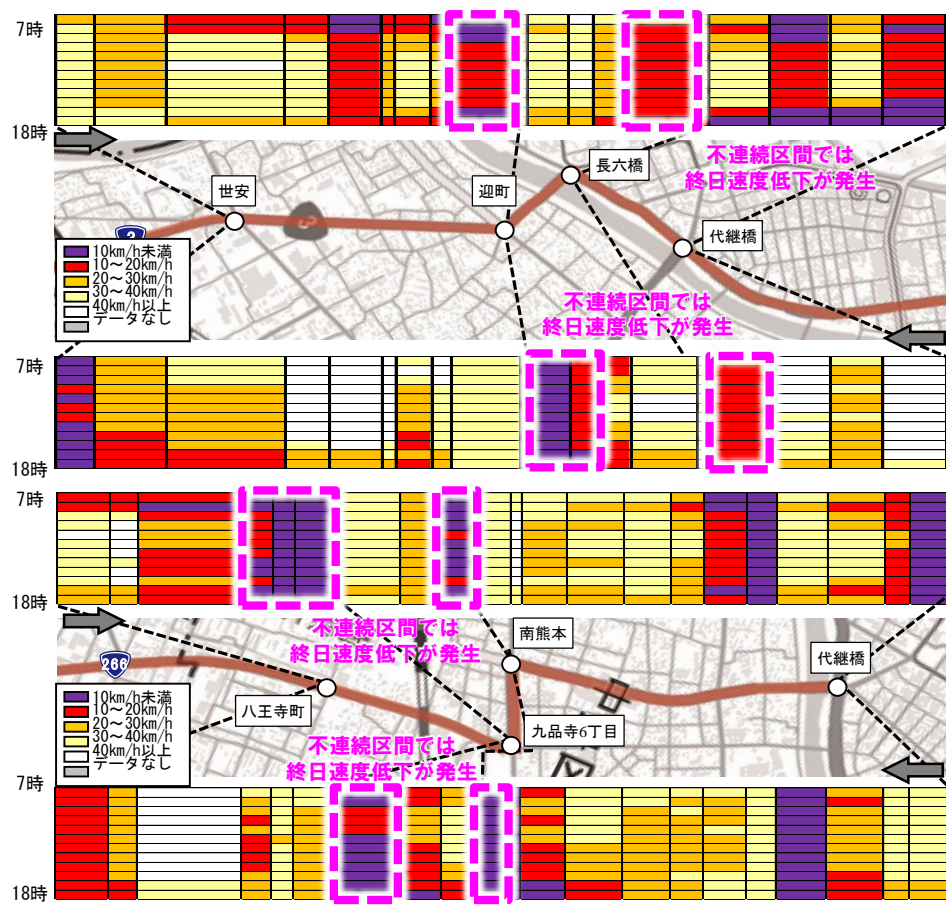 7時
18時
不連続区間では
終日速度低下が発生
長六橋
世安
迎町
代継橋
3
10km/h未満
10～20km/h
20～30km/h
30～40km/h
40km/h以上
データなし
不連続区間では
終日速度低下が発生
7時
18時
7時
18時
不連続区間では
終日速度低下が発生
南熊本
代継橋
266
八王寺町
九品寺6丁目
10km/h未満
10～20km/h
20～30km/h
30～40km/h
40km/h以上
データなし
不連続区間では
終日速度低下が発生
7時
18時